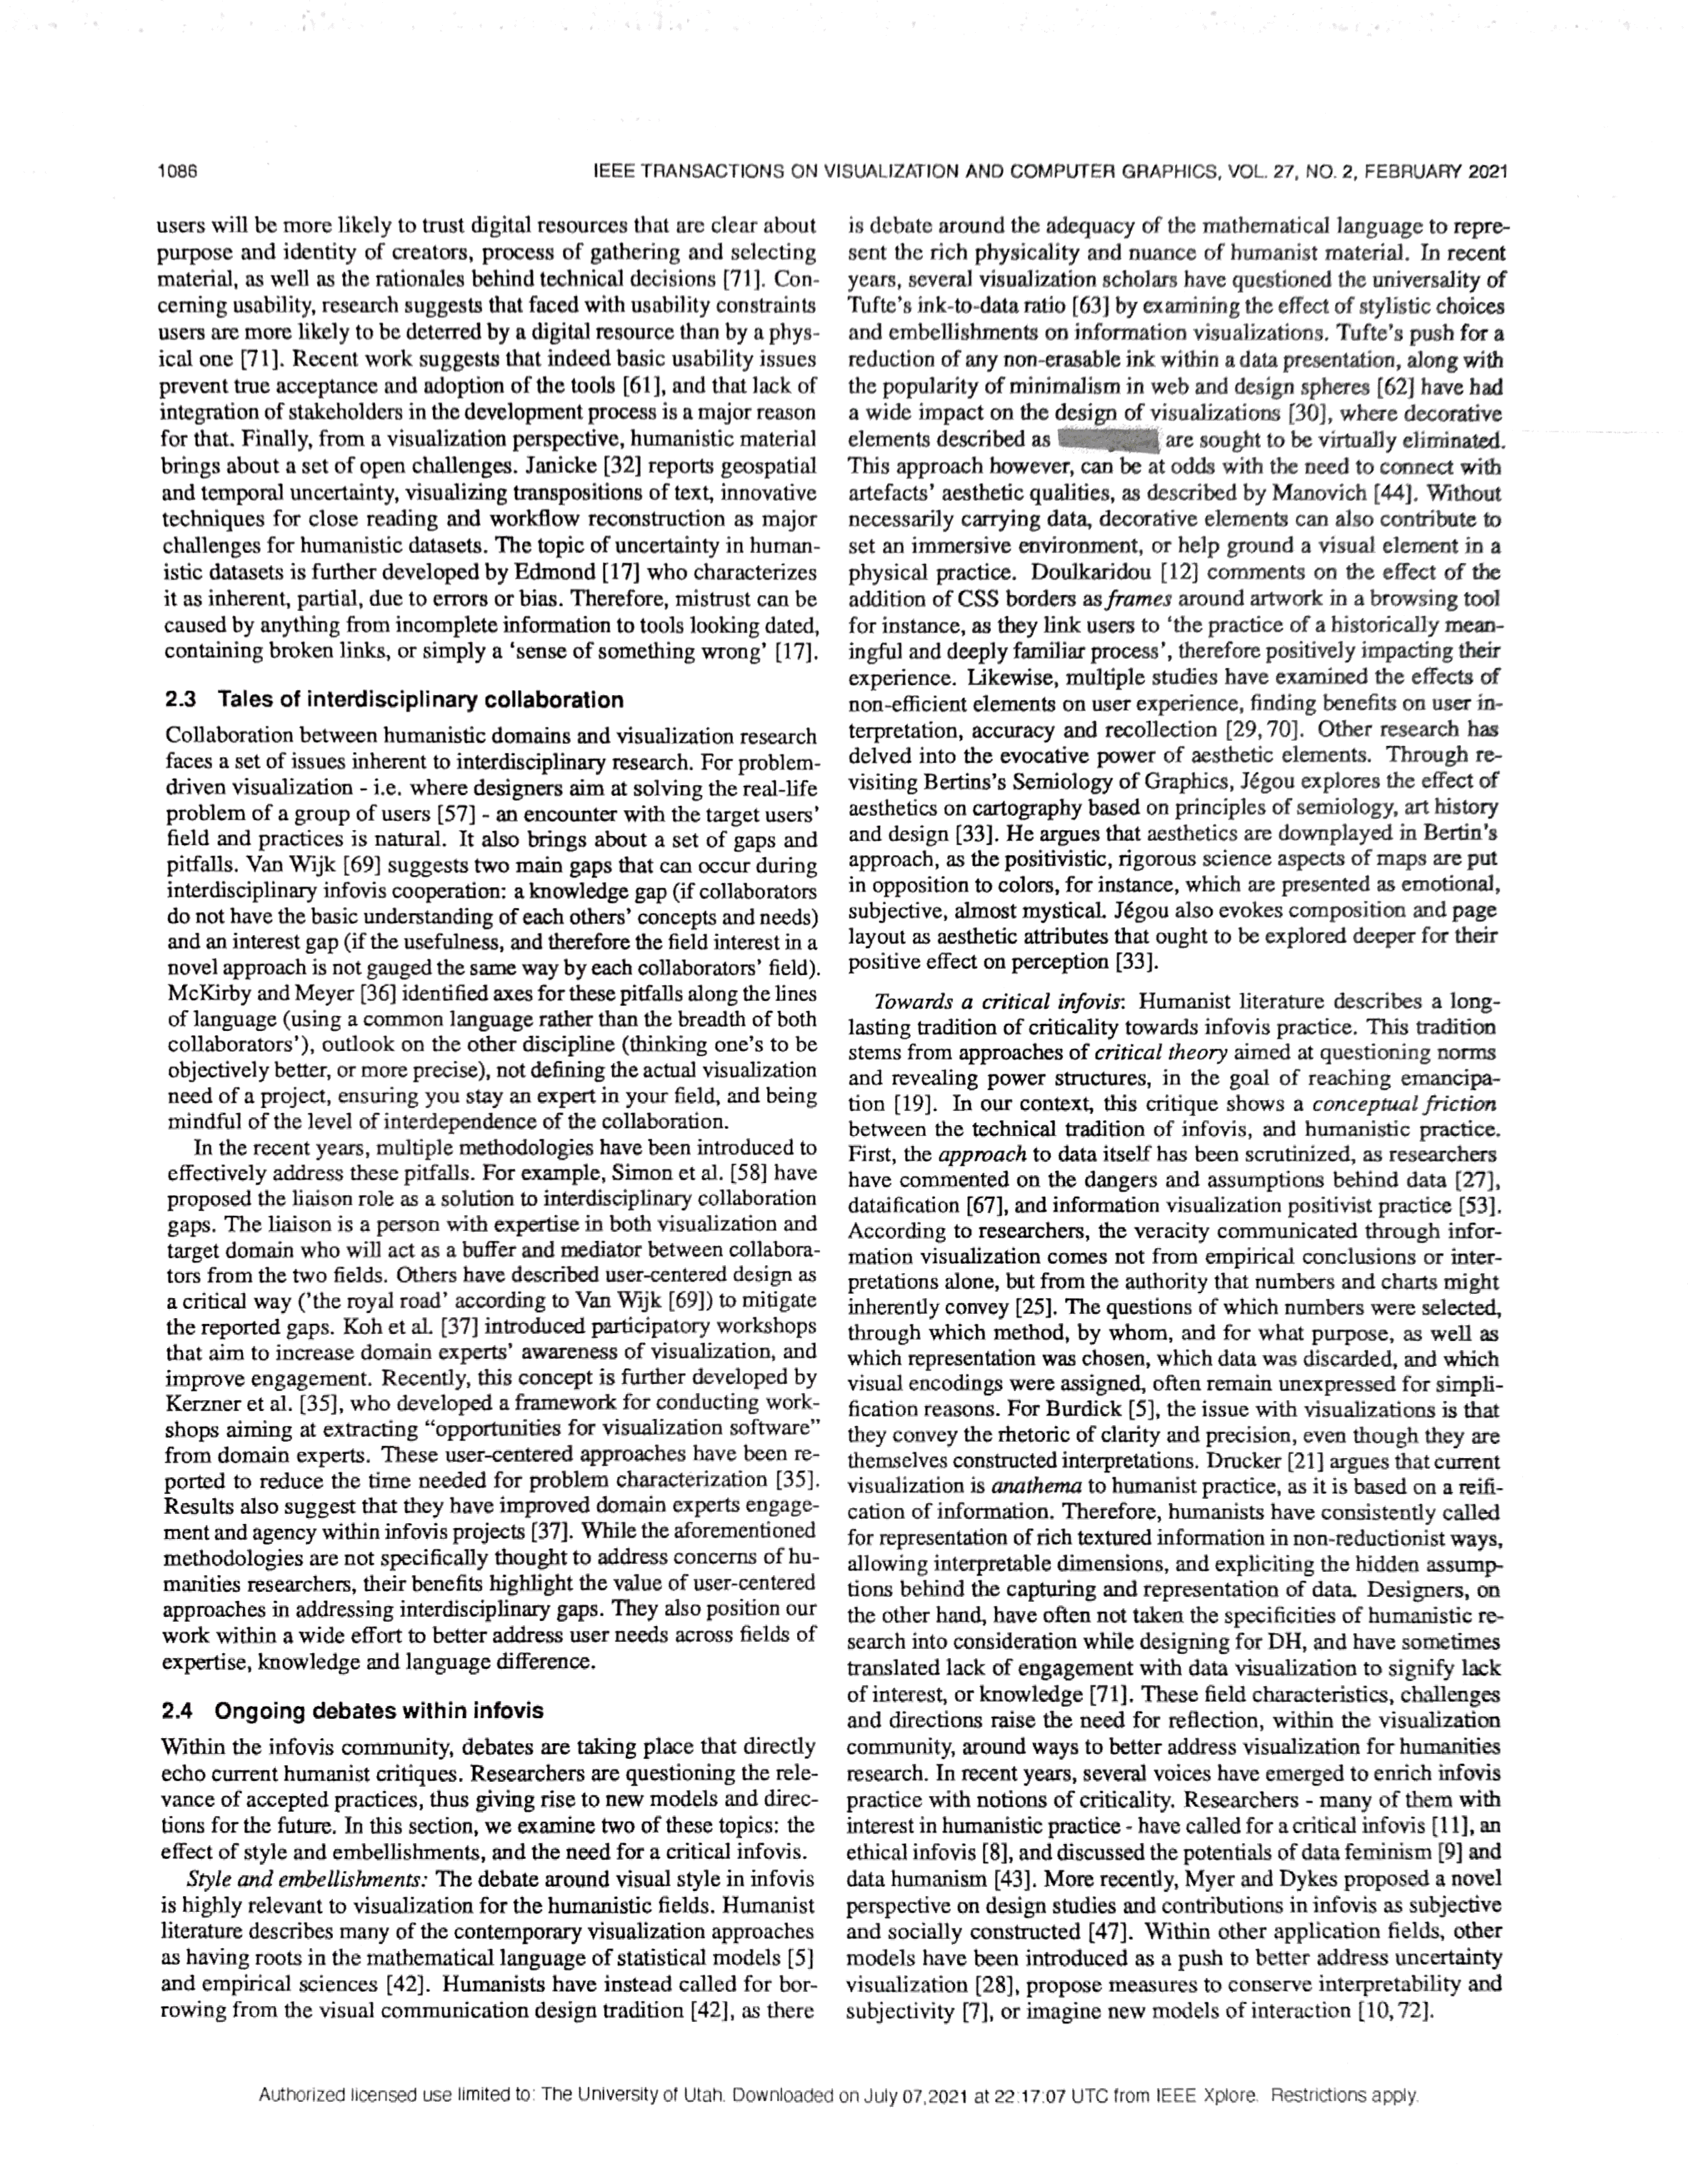 1086
IEEE TRANSACTIONS ON VISUALIZATION AND COMPUTER GRAPHICS, VOL. 27, NO. 2, FEBRUARY 2021
users will be more likely to trust digital resources that are clear about
purpose and identity of creators, process of gathering and selecting
material, as well as the rationales behind technical decisions [71]. Con-
cerning usability, research suggests that faced with usability constraints
users are more likely to be deterred by a digital resource than by a phys-
ical one [71]. Recent work suggests that indeed basic usability issues
prevent true acceptance and adoption of the tools [61], and that lack of
integration of stakeholders in the development process is a major reason
for that. Finally, from a visualization perspective, humanistic material
brings about a set of open challenges. Janicke [32] reports geospatial
and temporal uncertainty, visualizing transpositions of text, innovative
techniques for close reading and workflow reconstruction as major
challenges for humanistic datasets. The topic of uncertainty in human-
istic datasets is further developed by Edmond [17] who characterizes
it as inherent, partial, due to errors or bias. Therefore, mistrust can be
caused by anything from incomplete information to tools looking dated,
containing broken links, or simply a ‘sense of something wrong’ [17].
2.3 Tales of interdisciplinary collaboration
Collaboration between humanistic domains and visualization research
faces a set of issues inherent to interdisciplinary research. For problem-
driven visualization - i.e. where designers aim at solving the real-life
problem of a group of users [57] - an encounter with the target users’
field and practices is natural. It also brings about a set of gaps and
pitfalls. Van Wijk [69] suggests two main gaps that can occur during
interdisciplinary infovis cooperation: a knowledge gap (if collaborators
do not have the basic understanding of each others’ concepts and needs)
and an interest gap (if the usefulness, and therefore the field interest in a
novel approach is not gauged the same way by each collaborators’ field).
McKirby and Meyer [36] identified axes for these pitfalls along the lines
of language (using a common language rather than the breadth of both
collaborators’), outlook on the other discipline (thinking one’s to be
objectively better, or more precise), not defining the actual visualization
need of a project, ensuring you stay an expert in your field, and being
mindful of the level of interdependence of the collaboration.
In the recent years, multiple methodologies have been introduced to
effectively address these pitfalls. For example, Simon et al. [58] have
proposed the liaison role as a solution to interdisciplinary collaboration
gaps. The liaison is a person with expertise in both visualization and
target domain who will act as a buffer and mediator between collabora-
tors from the two fields. Others have described user-centered design as
a critical way (’the royal road’ according to Van Wijk [69]) to mitigate
the reported gaps. Koh et al. [37] introduced participatory workshops
that aim to increase domain experts’ awareness of visualization, and
improve engagement. Recently, this concept is further developed by
Kerzner et al. [35], who developed a framework for conducting work-
shops aiming at extracting “opportunities for visualization software”
from domain experts. These user-centered approaches have been re-
ported to reduce the time needed for problem characterization [35].
Results also suggest that they have improved domain experts engage-
ment and agency within infovis projects [37]. While the aforementioned
methodologies are not specifically thought to address concerns of hu-
manities researchers, their benefits highlight the value of user-centered
approaches in addressing interdisciplinary gaps. They also position our
work within a wide effort to better address user needs across fields of
expertise, knowledge and language difference.
2.4 Ongoing debates within infovis
Within the infovis community, debates are taking place that directly
echo current humanist critiques. Researchers are questioning the rele-
vance of accepted practices, thus giving rise to new models and direc-
tions for the future. In this section, we examine two of these topics: the
effect of style and embellishments, and the need for a critical infovis.
Style and embellishments: The debate around visual style in infovis
is highly relevant to visualization for the humanistic fields. Humanist
literature describes many of the contemporary visualization approaches
as having roots in the mathematical language of statistical models [5]
and empirical sciences [42]. Humanists have instead called for bor-
rowing from the visual communication design tradition [42], as there
is debate around the adequacy of the mathematical language to repre-
sent the rich physicality and nuance of humanist material. In recent
years, several visualization scholars have questioned the universality of
Tufte’s ink-to-data ratio [63] by examining the effect of stylistic choices
and embellishments on information visualizations. Tufte’s push for a
reduction of any non-erasable ink within a data presentation, along with
the popularity of minimalism in web and design spheres [62] have had
a wide impact on the design of visualizations [30], where decorative
elements described as are sought to be virtually eliminated.
This approach however, can be at odds with the need to connect with
artefacts’ aesthetic qualities, as described by Manovich [44]. Without
necessarily carrying data, decorative elements can also contribute to
set an immersive environment, or help ground a visual element in a
physical practice. Doulkaridou [12] comments on the effect of the
addition of CSS borders as frames around artwork in a browsing tool
for instance, as they link users to ‘the practice of a historically mean-
ingful and deeply familiar process’, therefore positively impacting their
experience. Likewise, multiple studies have examined the effects of
non-efficient elements on user experience, finding benefits on user in-
terpretation, accuracy and recollection [29, 70]. Other research has
delved into the evocative power of aesthetic elements. Through re-
visiting Bertins’s Semiology of Graphics, Jégou explores the effect of
aesthetics on cartography based on principles of semiology, art history
and design [33]. He argues that aesthetics are downplayed in Bertin’s
approach, as the positivistic, rigorous science aspects of maps are put
in opposition to colors, for instance, which are presented as emotional,
subjective, almost mystical. Jégou also evokes composition and page
layout as aesthetic attributes that ought to be explored deeper for their
positive effect on perception [33].
Towards a critical infovis: Humanist literature describes a long-
lasting tradition of criticality towards infovis practice. This tradition
stems from approaches of critical theory aimed at questioning norms
and revealing power structures, in the goal of reaching emancipa-
tion [19]. In our context, this critique shows a conceptual friction
between the technical tradition of infovis, and humanistic practice.
First, the approach to data itself has been scrutinized, as researchers
have commented on the dangers and assumptions behind data [27],
dataification [67], and information visualization positivist practice [53].
According to researchers, the veracity communicated through infor-
mation visualization comes not from empirical conclusions or inter-
pretations alone, but from the authority that numbers and charts might
inherently convey [25]. The questions of which numbers were selected,
through which method, by whom, and for what purpose, as well as
which representation was chosen, which data was discarded, and which
visual encodings were assigned, often remain unexpressed for simpli-
fication reasons. For Burdick [5], the issue with visualizations is that
they convey the rhetoric of clarity and precision, even though they are
themselves constructed interpretations. Drucker [21] argues that current
visualization is anathema to humanist practice, as it is based on a reifi-
cation of information. Therefore, humanists have consistently called
for representation of rich textured information in non-reductionist ways,
allowing interpretable dimensions, and expliciting the hidden assump-
tions behind the capturing and representation of data. Designers, on
the other hand, have often not taken the specificities of humanistic re-
search into consideration while designing for DH, and have sometimes
translated lack of engagement with data visualization to signify lack
of interest, or knowledge [71]. These field characteristics, challenges
and directions raise the need for reflection, within the visualization
community, around ways to better address visualization for humanities
research. In recent years, several voices have emerged to enrich infovis
practice with notions of criticality. Researchers - many of them with
interest in humanistic practice - have called for a critical infovis [11], an
ethical infovis [8], and discussed the potentials of data feminism [9] and
data humanism [43]. More recently, Myer and Dykes proposed a novel
perspective on design studies and contributions in infovis as subjective
and socially constructed [47]. Within other application fields, other
models have been introduced as a push to better address uncertainty
visualization [28], propose measures to conserve interpretability and
subjectivity [7], or imagine new models of interaction [10, 72].
Authorized licensed use limited to: The University of Utah. Downloaded on July 07,2021 at 22:17:07 UTC from IEEE Xplore. Restrictions apply.